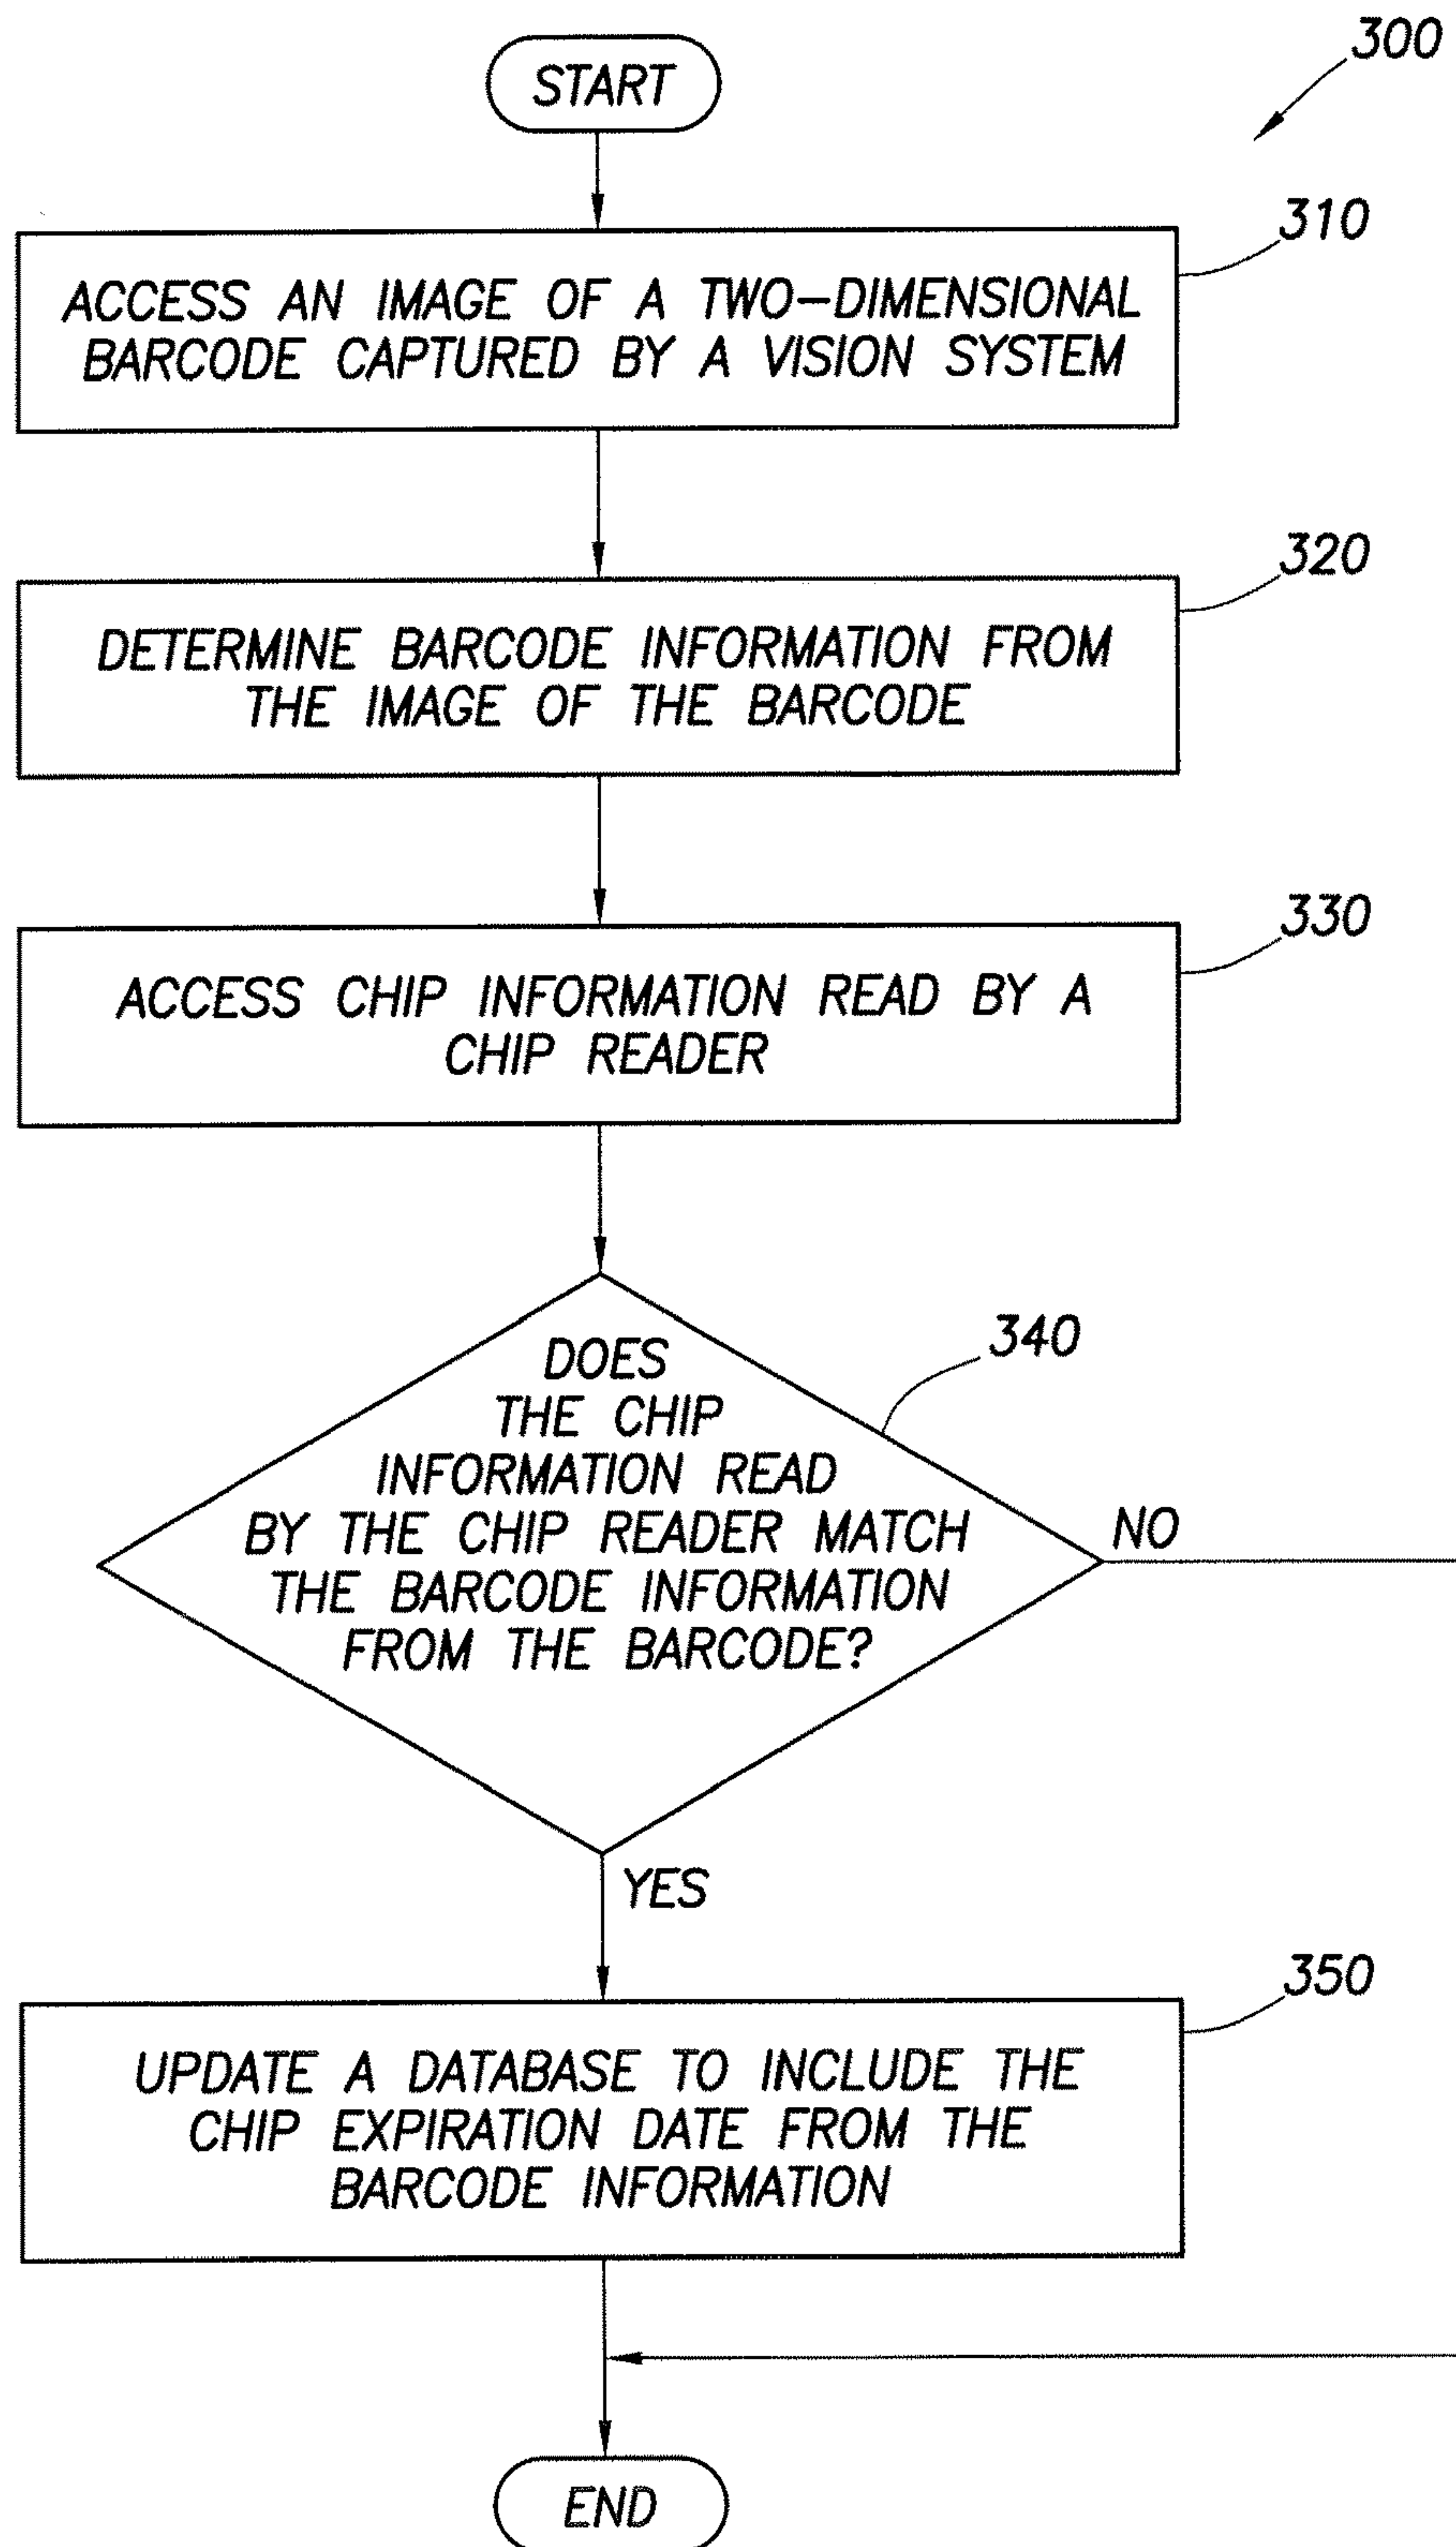 300
START
310
ACCESS AN IMAGE OF A TWO-DIMENSIONAL
BARCODE CAPTURED BY A VISION SYSTEM
320
DETERMINE BARCODE INFORMATION FROM
THE IMAGE OF THE BARCODE
330
ACCESS CHIP INFORMATION READ BY A
CHIP READER
340
DOES
THE CHIP
INFORMATION READ
BY THE CHIP READER MATCH
THE BARCODE INFORMATION
FROM THE BARCODE?
NO
YES
350
UPDATE A DATABASE TO INCLUDE THE
CHIP EXPIRATION DATE FROM THE
BARCODE INFORMATION
END